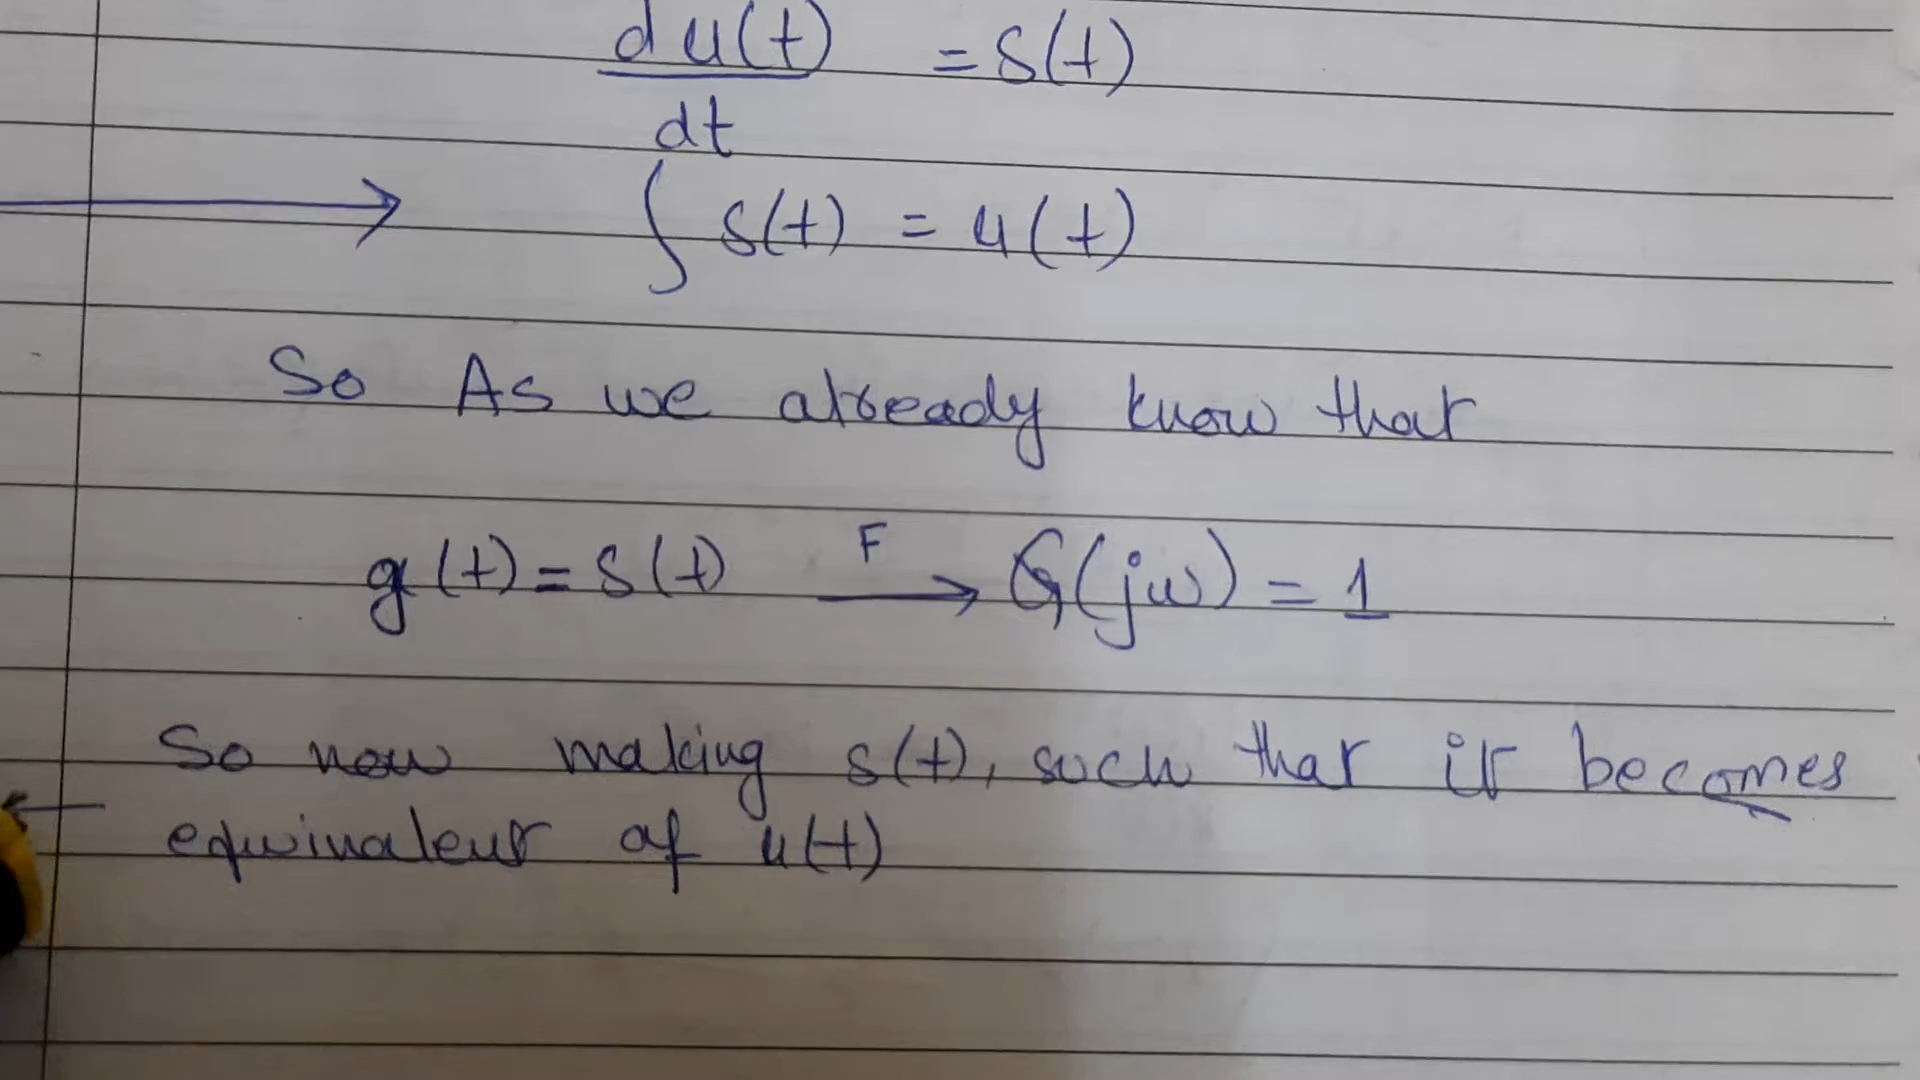 du(t) = δ(t)
dt
∫ δ(t) = u(t)
So As we already know that
g(t) = δ(t) F→ G(jω) = 1
So now making δ(t), such that it becomes
equivalent of u(t)